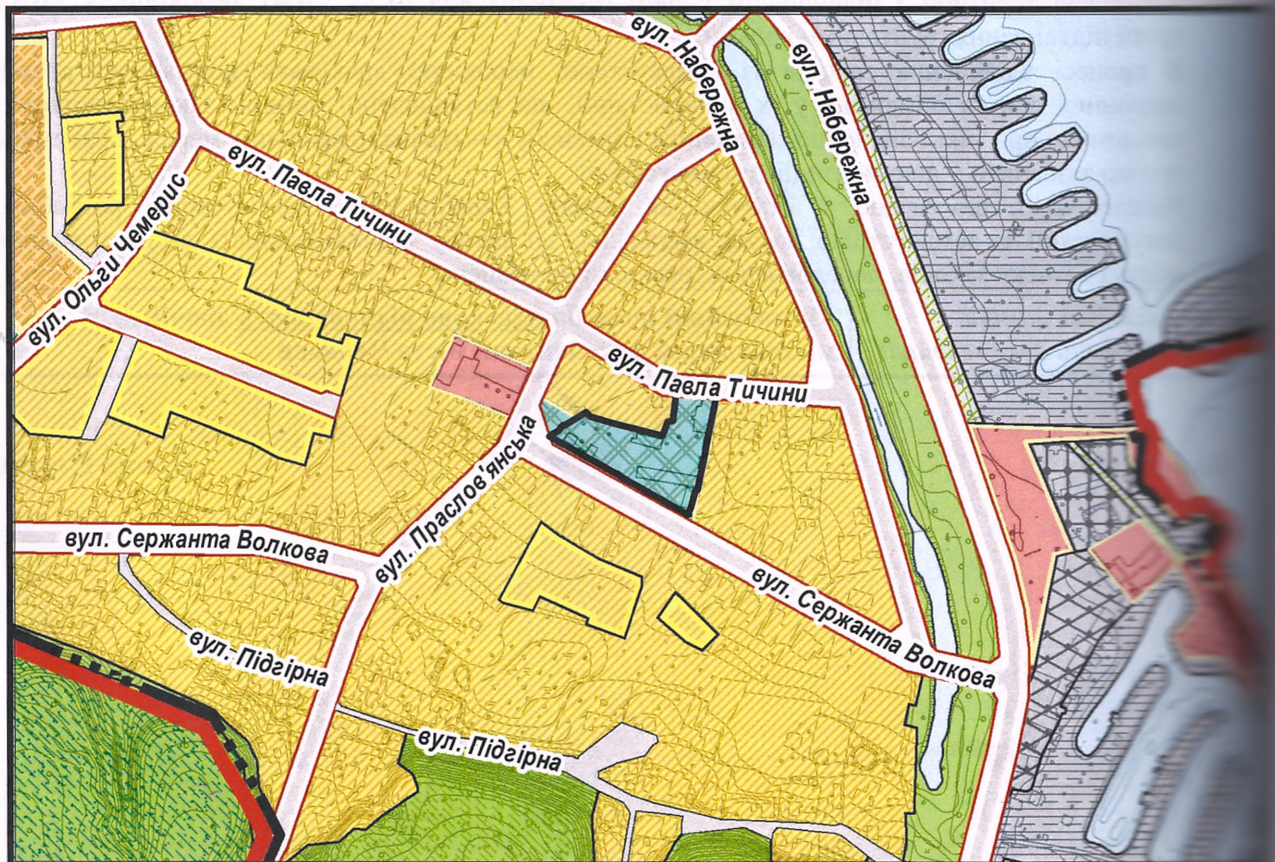 вул. Набережна
вул. Набережна
вул. Павла Тичини
вул. Ольги Чемерис
вул. Павла Тичини
вул. Праслов'янська
вул. Сержанта Волкова
вул. Сержанта Волкова
вул. Підгірна
вул. Підгірна